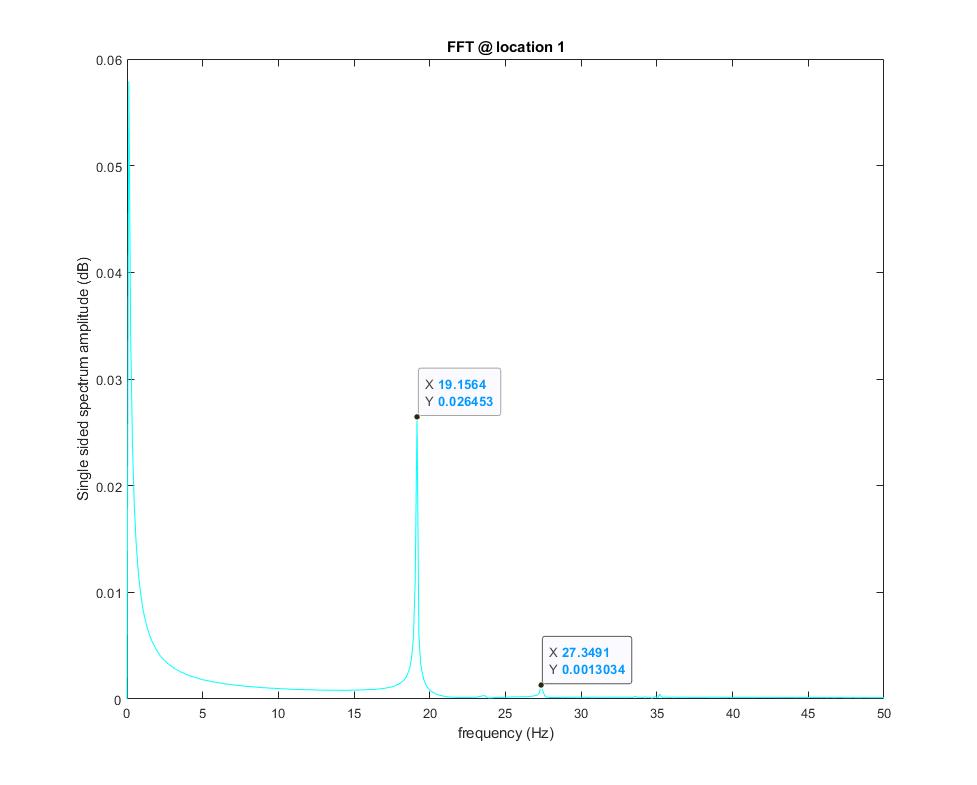 FFT @ location 1
0.06
0.05
0.04
0.03
0.02
0.01
0
Single sided spectrum amplitude (dB)
X 19.1564
Y 0.026453
X 27.3491
Y 0.0013034
0 5 10 15 20 25 30 35 40 45 50
frequency (Hz)